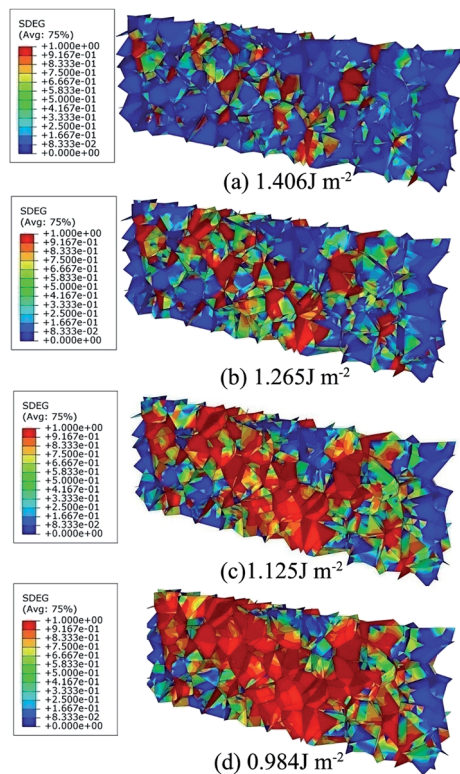 SDEG
(Avg: 75%)
+1.000e+00
+9.167e-01
+8.333e-01
+7.500e-01
+6.667e-01
+5.833e-01
+5.000e-01
+4.167e-01
+3.333e-01
+2.500e-01
+1.667e-01
+8.333e-02
+0.000e+00
(a) 1.406J m⁻²
SDEG
(Avg: 75%)
+1.000e+00
+9.167e-01
+8.333e-01
+7.500e-01
+6.667e-01
+5.833e-01
+5.000e-01
+4.167e-01
+3.333e-01
+2.500e-01
+1.667e-01
+8.333e-02
+0.000e+00
(b) 1.265J m⁻²
SDEG
(Avg: 75%)
+1.000e+00
+9.167e-01
+8.333e-01
+7.500e-01
+6.667e-01
+5.833e-01
+5.000e-01
+4.167e-01
+3.333e-01
+2.500e-01
+1.667e-01
+8.333e-02
+0.000e+00
(c)1.125J m⁻²
SDEG
(Avg: 75%)
+1.000e+00
+9.167e-01
+8.333e-01
+7.500e-01
+6.667e-01
+5.833e-01
+5.000e-01
+4.167e-01
+3.333e-01
+2.500e-01
+1.667e-01
+8.333e-02
+0.000e+00
(d) 0.984J m⁻²